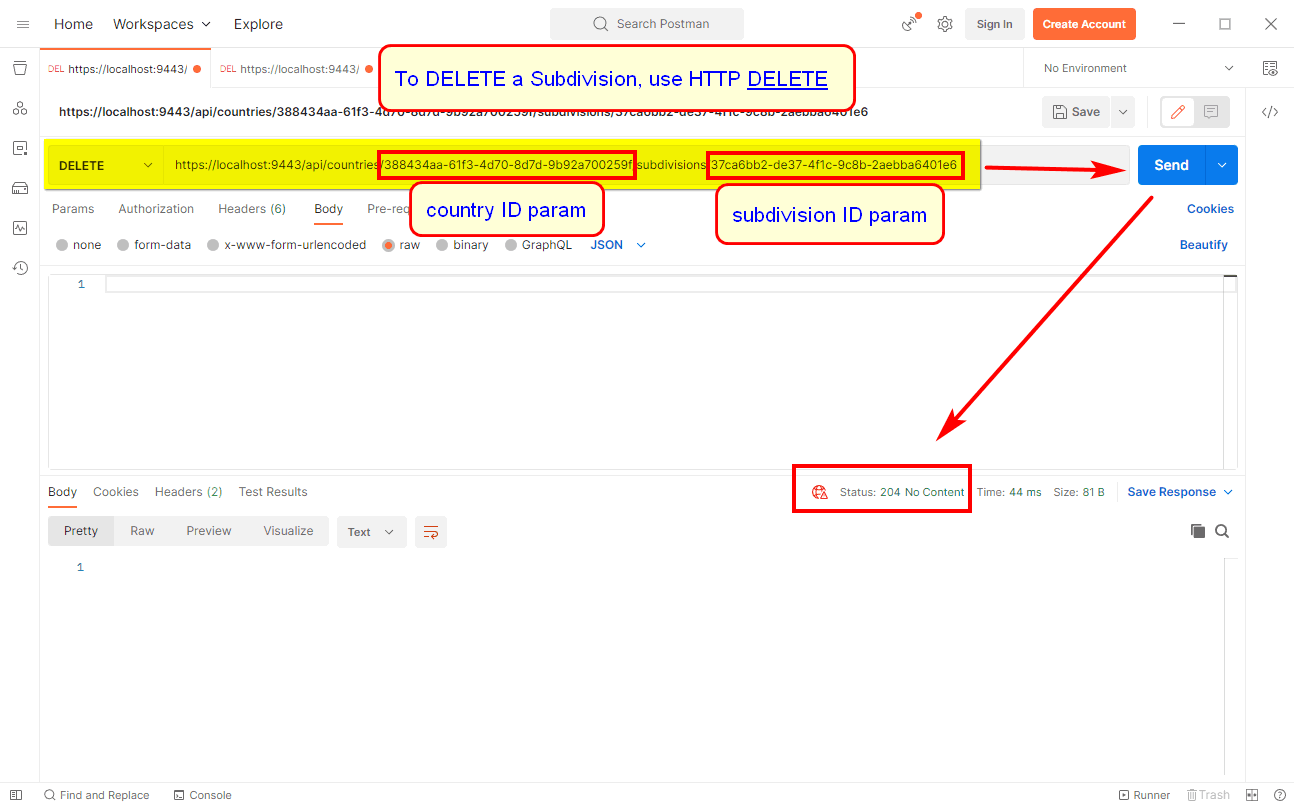 Home Workspaces Explore Search Postman Sign In Create Account
DEL https://localhost:9443/ DEL https://localhost:9443/ No Environment
To DELETE a Subdivision, use HTTP DELETE
https://localhost:9443/api/countries/388434aa-61f3-4d70-8d7d-9b92a700259f/subdivisions/37ca6bb2-de37-4f1c-9c8b-2aebba6401e6 Save
DELETE https://localhost:9443/api/countries/388434aa-61f3-4d70-8d7d-9b92a700259f/subdivisions/37ca6bb2-de37-4f1c-9c8b-2aebba6401e6 Send
Params Authorization Headers (6) Body Pre-req Cookies
country ID param subdivision ID param
none form-data x-www-form-urlencoded raw binary GraphQL JSON Beautify
1
Body Cookies Headers (2) Test Results Status: 204 No Content Time: 44 ms Size: 81 B Save Response
Pretty Raw Preview Visualize Text
1
Find and Replace Console Runner Trash